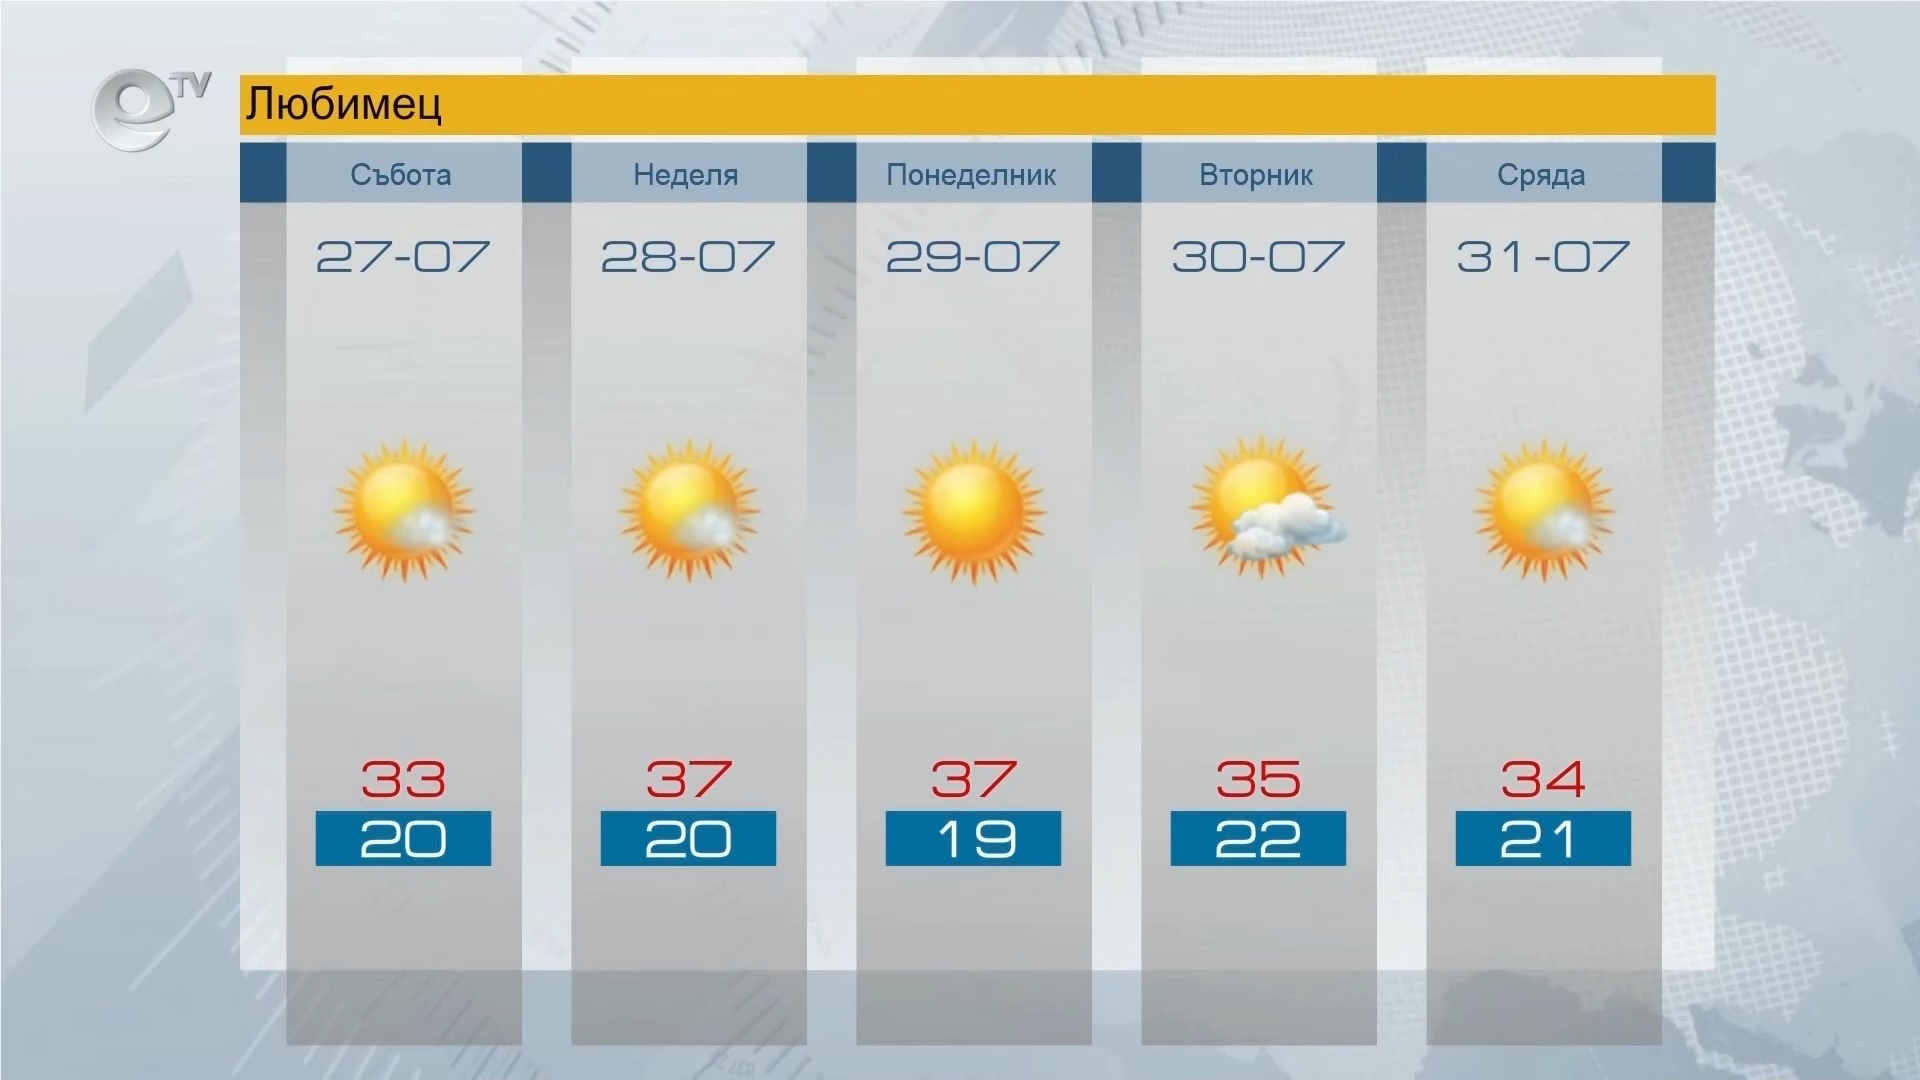 eTV
Любимец
Събота Неделя Понеделник Вторник Сряда
27-07 28-07 29-07 30-07 31-07
33 37 37 35 34
20 20 19 22 21